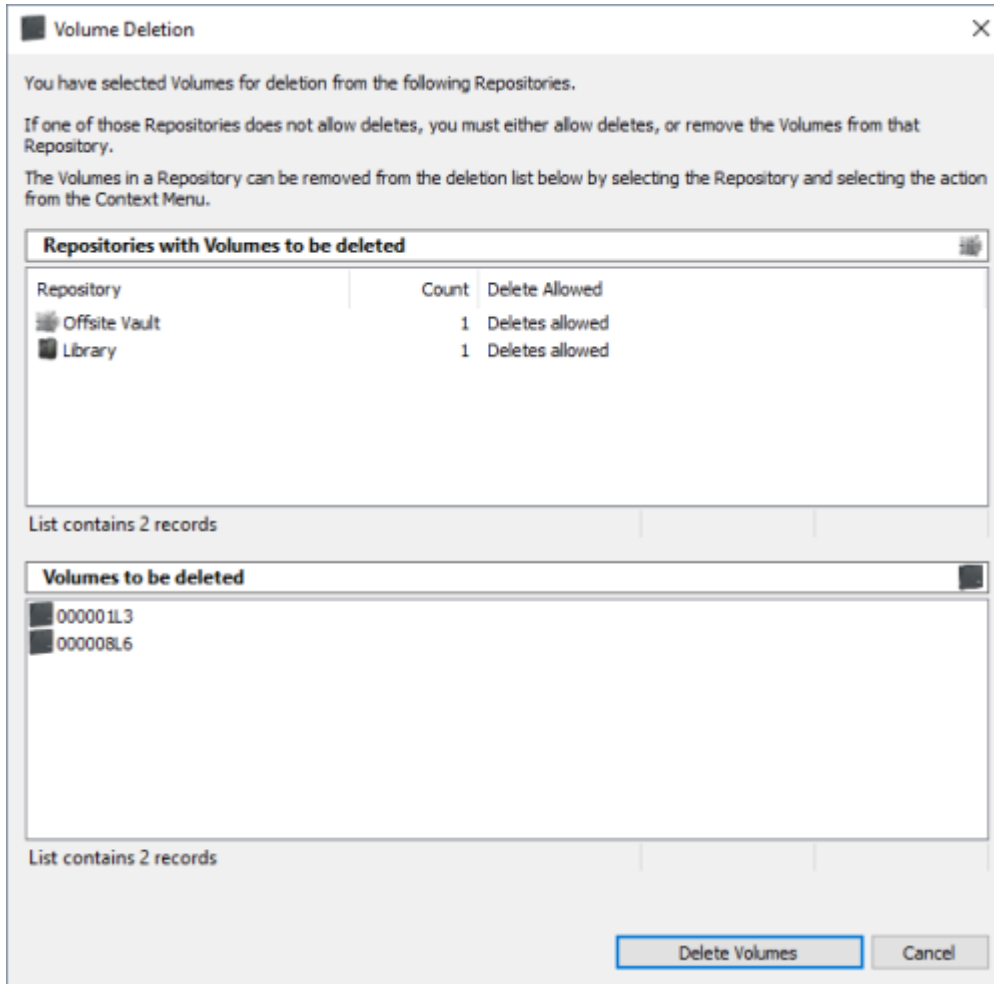 Volume Deletion
You have selected Volumes for deletion from the following Repositories.
If one of those Repositories does not allow deletes, you must either allow deletes, or remove the Volumes from that
Repository.
The Volumes in a Repository can be removed from the deletion list below by selecting the Repository and selecting the action
from the Context Menu.
Repositories with Volumes to be deleted
Repository Count Delete Allowed
Offsite Vault 1 Deletes allowed
Library 1 Deletes allowed
List contains 2 records
Volumes to be deleted
000001L3
000008L6
List contains 2 records
Delete Volumes Cancel